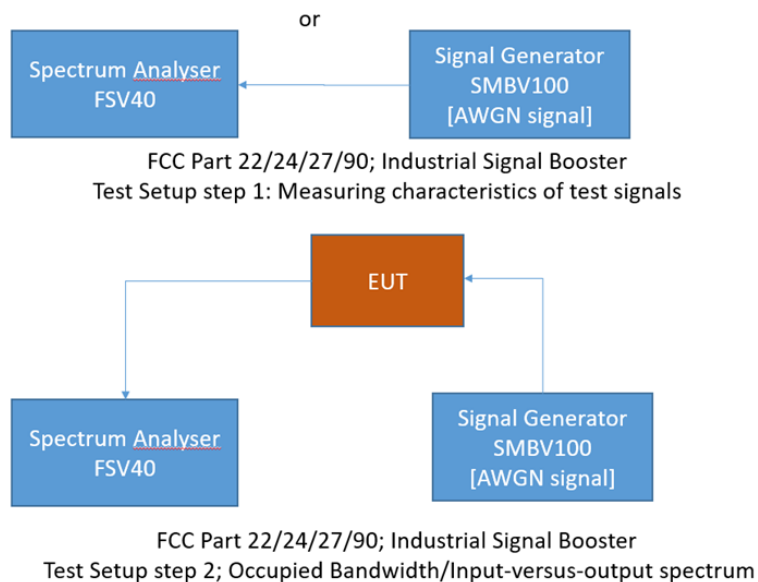 or
Spectrum Analyser
FSV40
Signal Generator
SMBV100
[AWGN signal]
FCC Part 22/24/27/90; Industrial Signal Booster
Test Setup step 1: Measuring characteristics of test signals
EUT
Spectrum Analyser
FSV40
Signal Generator
SMBV100
[AWGN signal]
FCC Part 22/24/27/90; Industrial Signal Booster
Test Setup step 2; Occupied Bandwidth/Input-versus-output spectrum